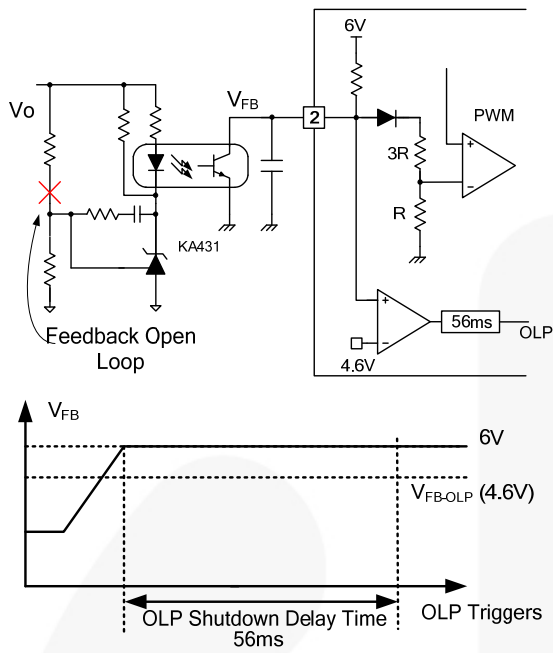 6V
Vo
VFB
2
PWM
3R
R
KA431
Feedback Open
Loop
56ms
OLP
4.6V
VFB
6V
VFB-OLP (4.6V)
OLP Shutdown Delay Time
56ms
OLP Triggers